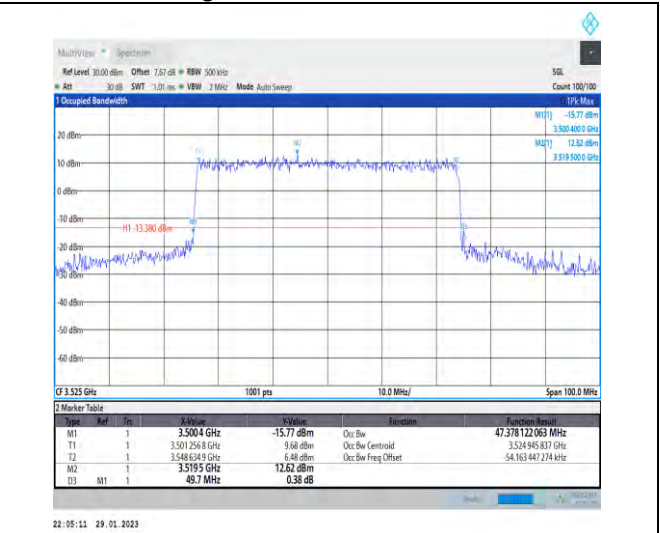 MultiView Spectrum
Ref Level 30.00 dBm Offset 7.67 dB RBW 500 kHz SGL
Att 30 dB SWT 1.01 ms VBW 2 MHz Mode Auto Sweep Count 100/100
1 Occupied Bandwidth 1Pk Max
M1[1] -15.77 dBm
3.500 400 0 GHz
M2[1] 12.62 dBm
3.519 500 0 GHz
20 dBm
M2
10 dBm
0 dBm
-10 dBm
H1 -13.380 dBm
M1
D3
-20 dBm
-30 dBm
-40 dBm
-50 dBm
-60 dBm
CF 3.525 GHz 1001 pts 10.0 MHz/ Span 100.0 MHz
2 Marker Table
Type Ref Trc X-Value Y-Value Function Function Result
M1 1 3.5004 GHz -15.77 dBm Occ Bw 47.378 122 063 MHz
T1 1 3.501 256 8 GHz 9.68 dBm Occ Bw Centroid 3.524 945 837 GHz
T2 1 3.548 634 9 GHz 6.48 dBm Occ Bw Freq Offset -54.163 447 274 kHz
M2 1 3.5195 GHz 12.62 dBm
D3 M1 1 49.7 MHz 0.38 dB
22:05:11 29.01.2023